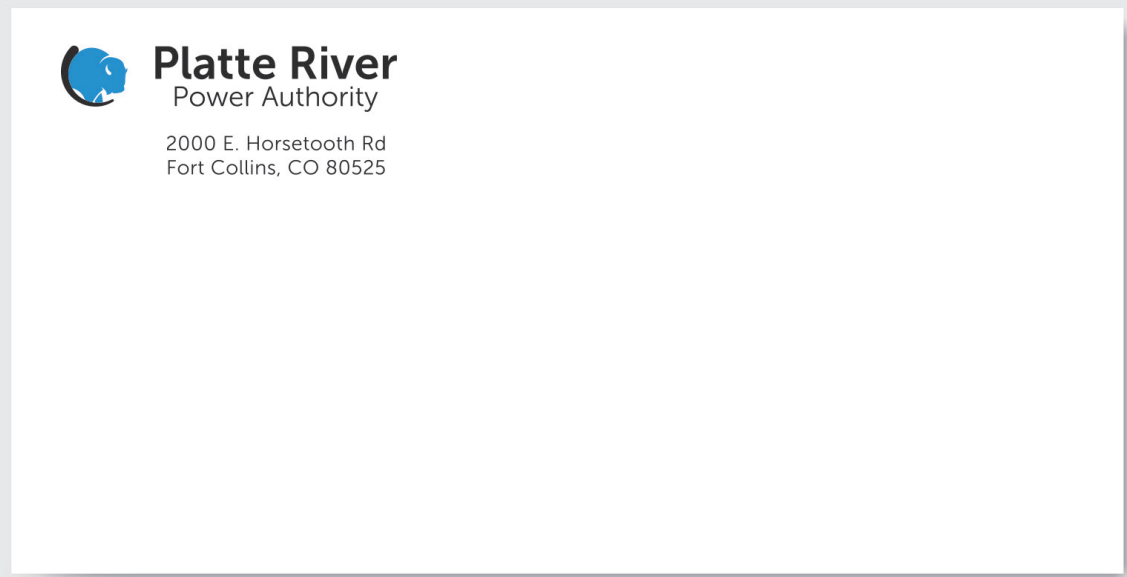 Platte River
Power Authority
2000 E. Horsetooth Rd
Fort Collins, CO 80525